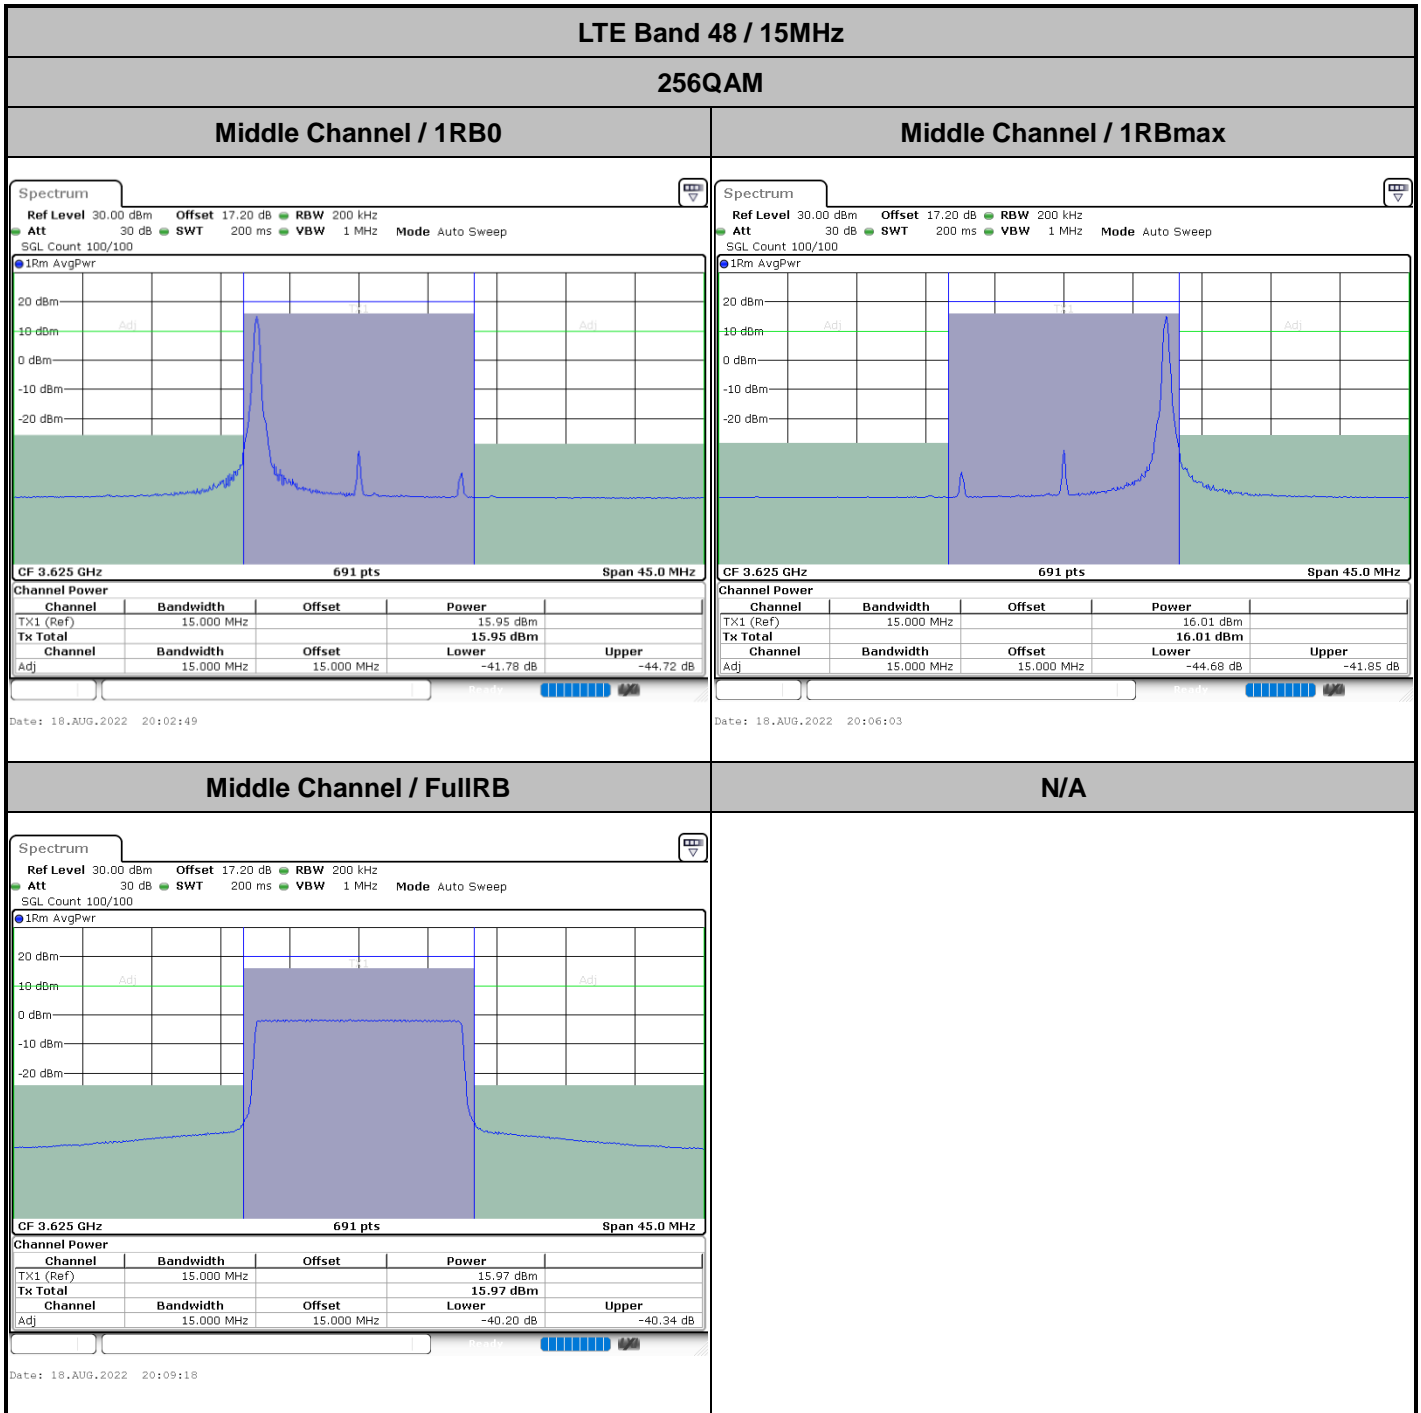 LTE Band 48 / 15MHz
256QAM
Middle Channel / 1RB0
Middle Channel / 1RBmax
Spectrum
Ref Level 30.00 dBm Offset 17.20 dB RBW 200 kHz
Att 30 dB SWT 200 ms VBW 1 MHz Mode Auto Sweep
SGL Count 100/100
1Rm AvgPwr
TX1
Adj
Adj
20 dBm
10 dBm
0 dBm
-10 dBm
-20 dBm
CF 3.625 GHz 691 pts Span 45.0 MHz
Channel Power
Channel Bandwidth Offset Power
TX1 (Ref) 15.000 MHz 15.95 dBm
Tx Total 15.95 dBm
Channel Bandwidth Offset Lower Upper
Adj 15.000 MHz 15.000 MHz -41.78 dB -44.72 dB
Ready
Date: 18.AUG.2022 20:02:49
Spectrum
Ref Level 30.00 dBm Offset 17.20 dB RBW 200 kHz
Att 30 dB SWT 200 ms VBW 1 MHz Mode Auto Sweep
SGL Count 100/100
1Rm AvgPwr
TX1
Adj
Adj
20 dBm
10 dBm
0 dBm
-10 dBm
-20 dBm
CF 3.625 GHz 691 pts Span 45.0 MHz
Channel Power
Channel Bandwidth Offset Power
TX1 (Ref) 15.000 MHz 16.01 dBm
Tx Total 16.01 dBm
Channel Bandwidth Offset Lower Upper
Adj 15.000 MHz 15.000 MHz -44.68 dB -41.85 dB
Ready
Date: 18.AUG.2022 20:06:03
Middle Channel / FullRB
N/A
Spectrum
Ref Level 30.00 dBm Offset 17.20 dB RBW 200 kHz
Att 30 dB SWT 200 ms VBW 1 MHz Mode Auto Sweep
SGL Count 100/100
1Rm AvgPwr
TX1
Adj
Adj
20 dBm
10 dBm
0 dBm
-10 dBm
-20 dBm
CF 3.625 GHz 691 pts Span 45.0 MHz
Channel Power
Channel Bandwidth Offset Power
TX1 (Ref) 15.000 MHz 15.97 dBm
Tx Total 15.97 dBm
Channel Bandwidth Offset Lower Upper
Adj 15.000 MHz 15.000 MHz -40.20 dB -40.34 dB
Ready
Date: 18.AUG.2022 20:09:18